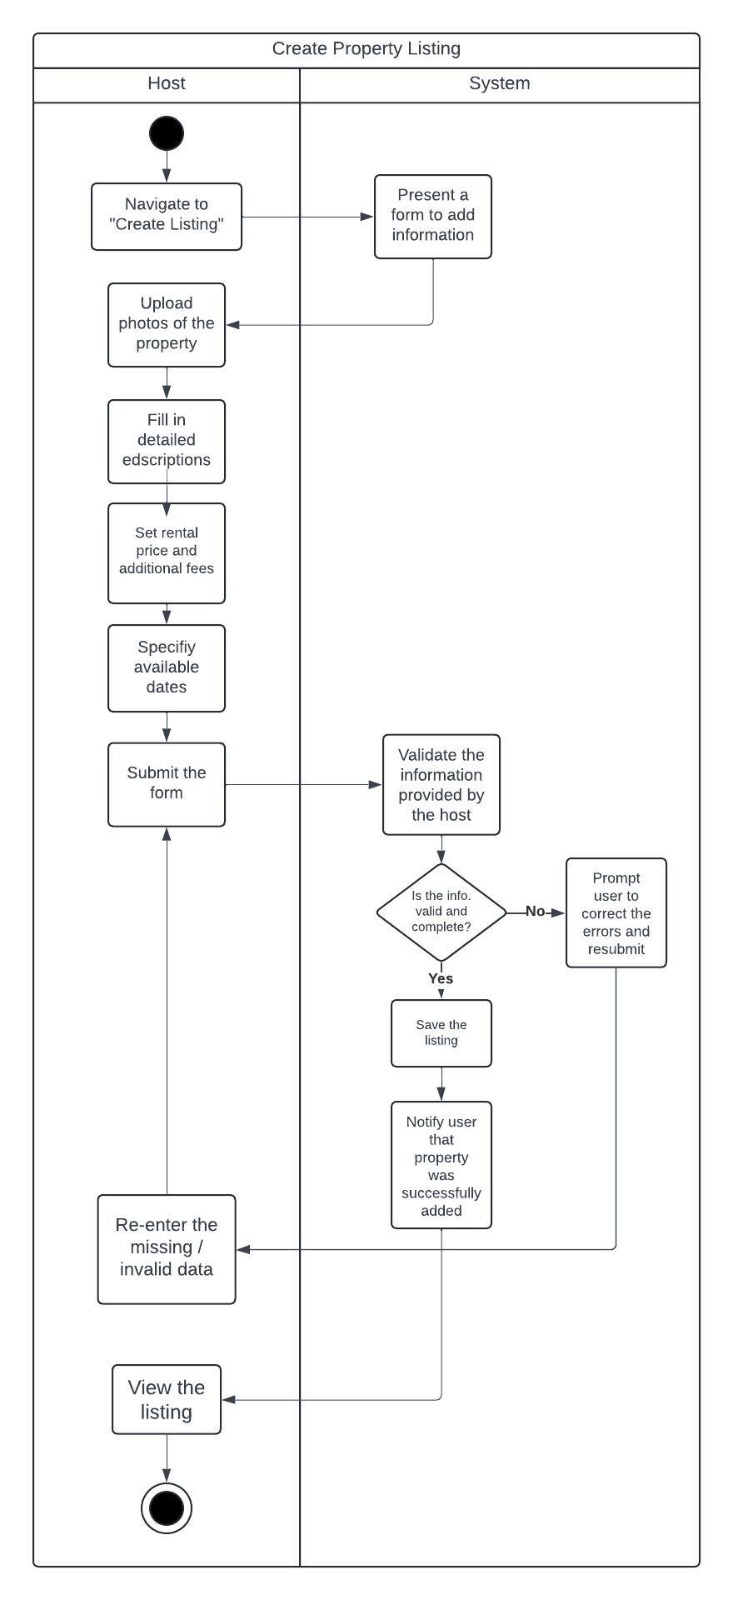 Create Property Listing
Host
System
Navigate to
"Create Listing"
Present a
form to add
information
Upload
photos of the
property
Fill in
detailed
edscriptions
Set rental
price and
additional fees
Specifiy
available
dates
Submit the
form
Validate the
information
provided by
the host
Is the info.
valid and
complete?
No
Prompt
user to
correct the
errors and
resubmit
Yes
Save the
listing
Notify user
that
property
was
successfully
added
Re-enter the
missing /
invalid data
View the
listing